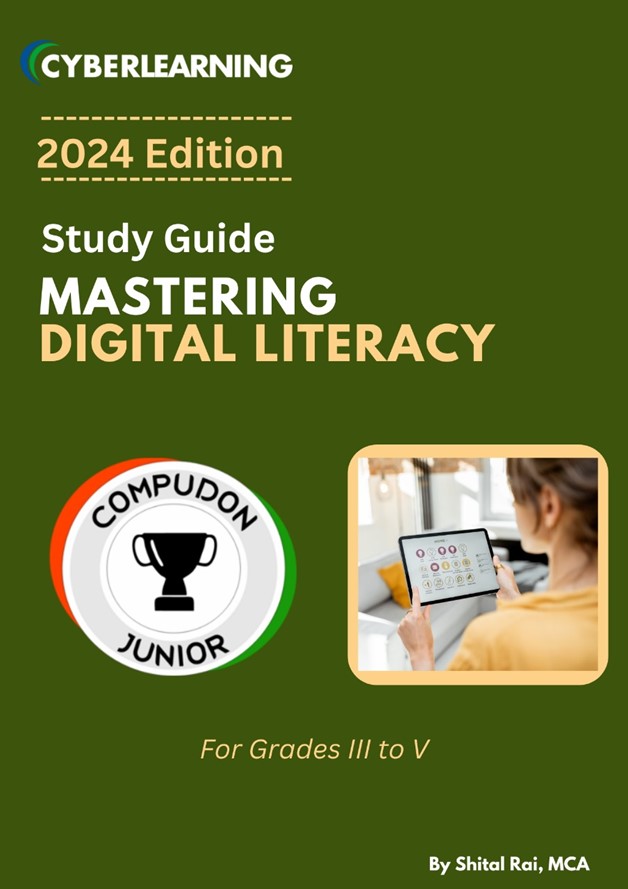 CYBERLEARNING
--------------------
2024 Edition
--------------------
Study Guide
MASTERING
DIGITAL LITERACY
COMPUDON
JUNIOR
For Grades III to V
By Shital Rai, MCA